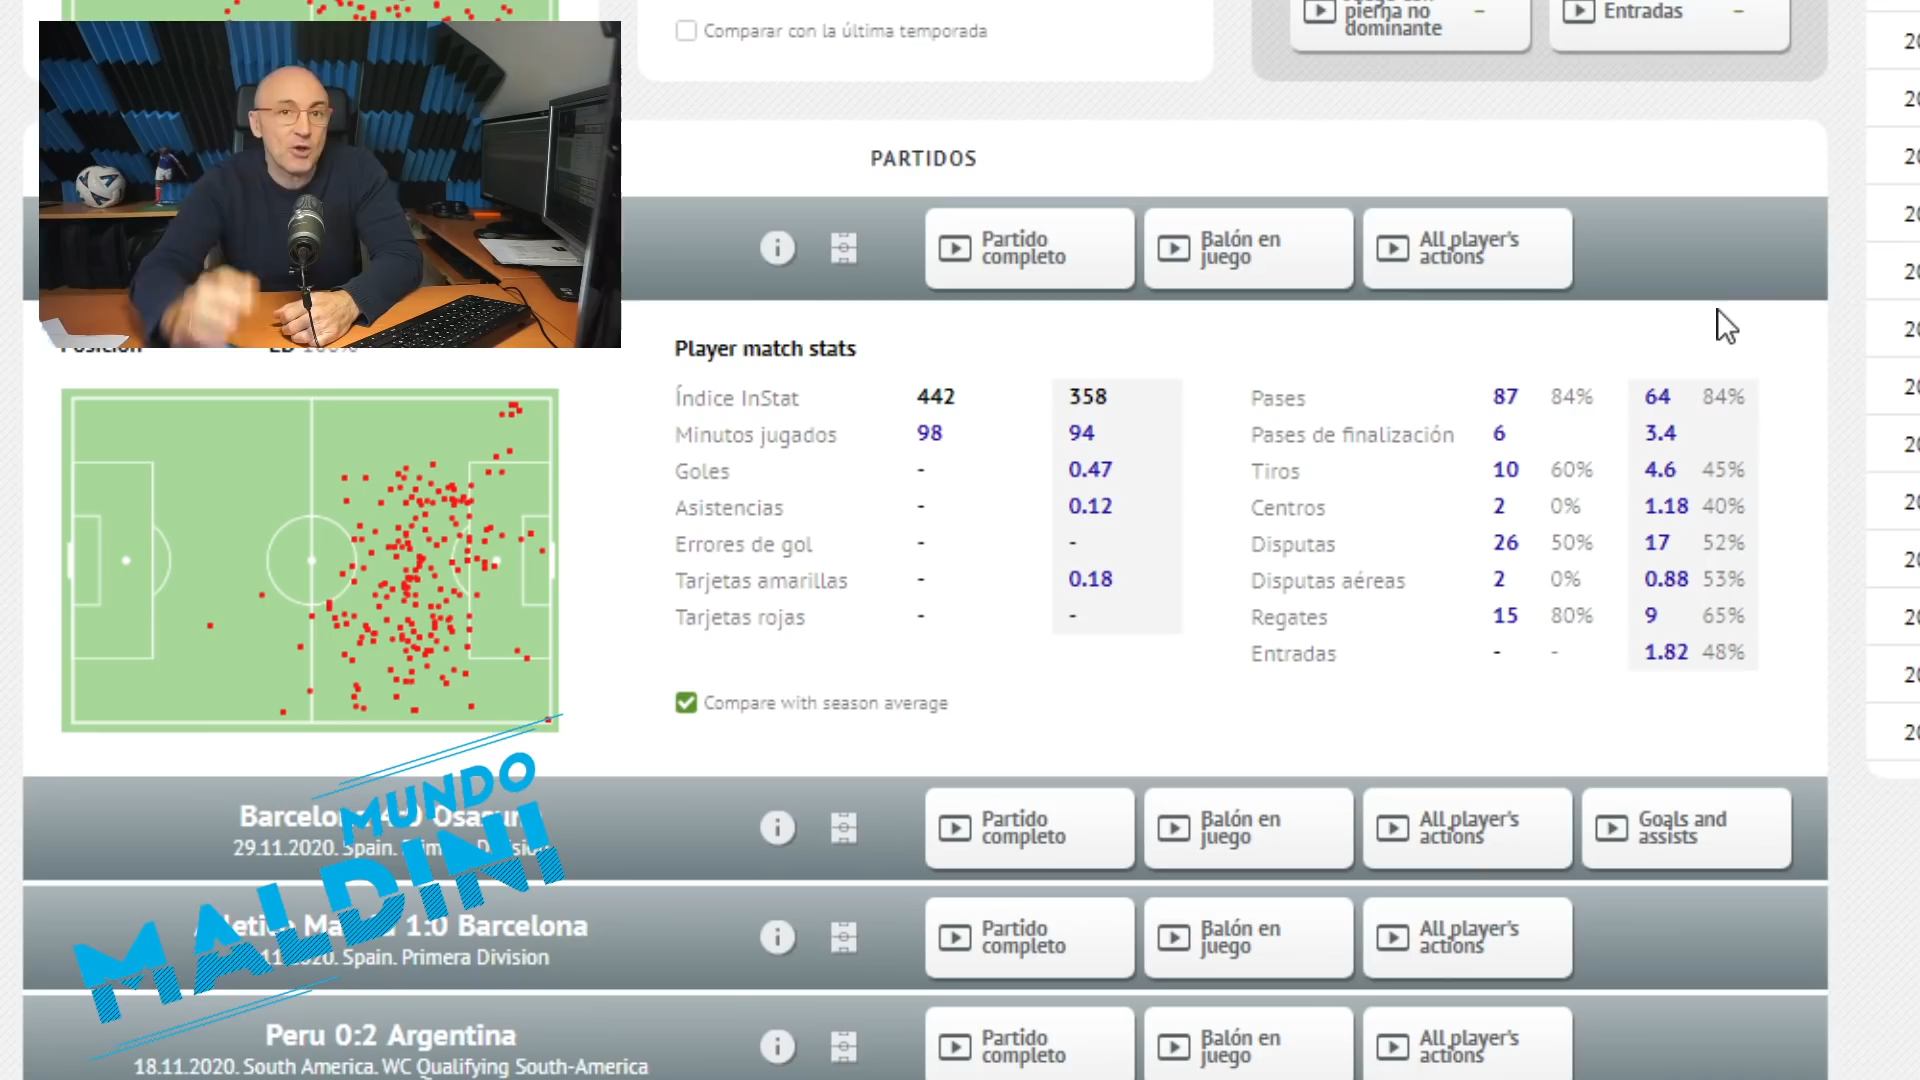 Comparar con la última temporada
pierna no
dominante
-
Entradas
-
PARTIDOS
Partido
completo
Balón en
juego
All player's
actions
Player match stats
Índice InStat 442 358
Minutos jugados 98 94
Goles - 0.47
Asistencias - 0.12
Errores de gol - -
Tarjetas amarillas - 0.18
Tarjetas rojas - -
Compare with season average
Pases 87 84% 64 84%
Pases de finalización 6 3.4
Tiros 10 60% 4.6 45%
Centros 2 0% 1.18 40%
Disputas 26 50% 17 52%
Disputas aéreas 2 0% 0.88 53%
Regates 15 80% 9 65%
Entradas - - 1.82 48%
29.11.2020. Spain.
Partido
completo
Balón en
juego
All player's
actions
Goals and
assists
MUNDO
MALDINI
1:0 Barcelona
Spain. Primera Division
Partido
completo
Balón en
juego
All player's
actions
Peru 0:2 Argentina
18.11.2020. South America. WC Qualifying South-America
Partido
completo
Balón en
juego
All player's
actions